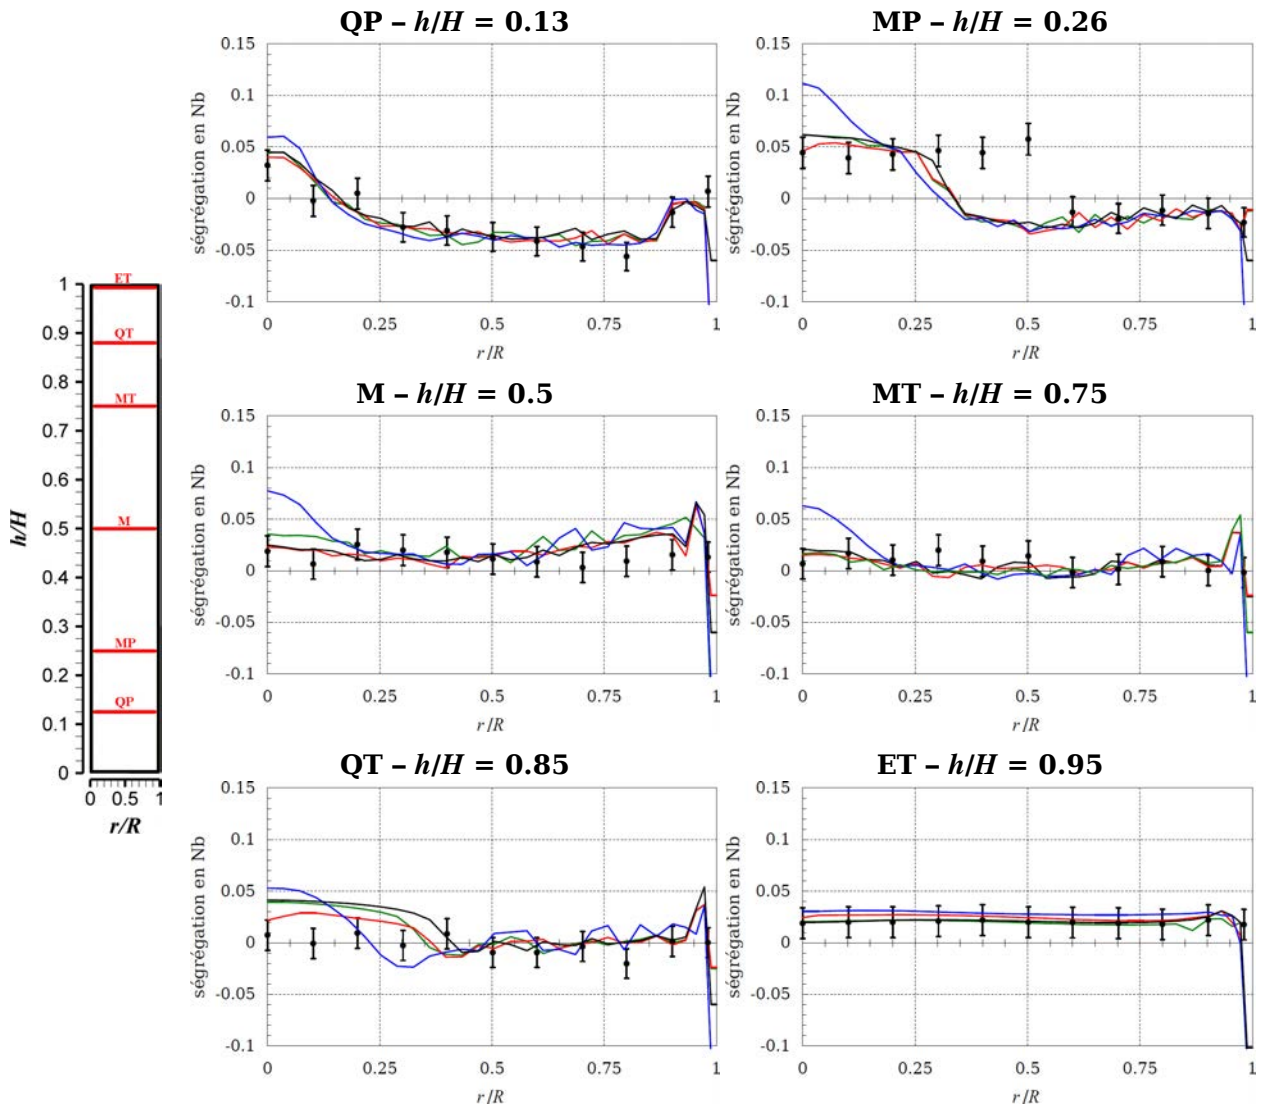 QP – h/H = 0.13
0.15
0.1
0.05
0
-0.05
-0.1
ségrégation en Nb
0
0.25
0.5
0.75
1
r/R
MP – h/H = 0.26
0.15
0.1
0.05
0
-0.05
-0.1
ségrégation en Nb
0
0.25
0.5
0.75
1
r/R
h/H
1
0.9
0.8
0.7
0.6
0.5
0.4
0.3
0.2
0.1
0
ET
QT
MT
M
MP
QP
0 0.5 1
r/R
M – h/H = 0.5
0.15
0.1
0.05
0
-0.05
-0.1
ségrégation en Nb
0
0.25
0.5
0.75
1
r/R
MT – h/H = 0.75
0.15
0.1
0.05
0
-0.05
-0.1
ségrégation en Nb
0
0.25
0.5
0.75
1
r/R
QT – h/H = 0.85
0.15
0.1
0.05
0
-0.05
-0.1
ségrégation en Nb
0
0.25
0.5
0.75
1
r/R
ET – h/H = 0.95
0.15
0.1
0.05
0
-0.05
-0.1
ségrégation en Nb
0
0.25
0.5
0.75
1
r/R